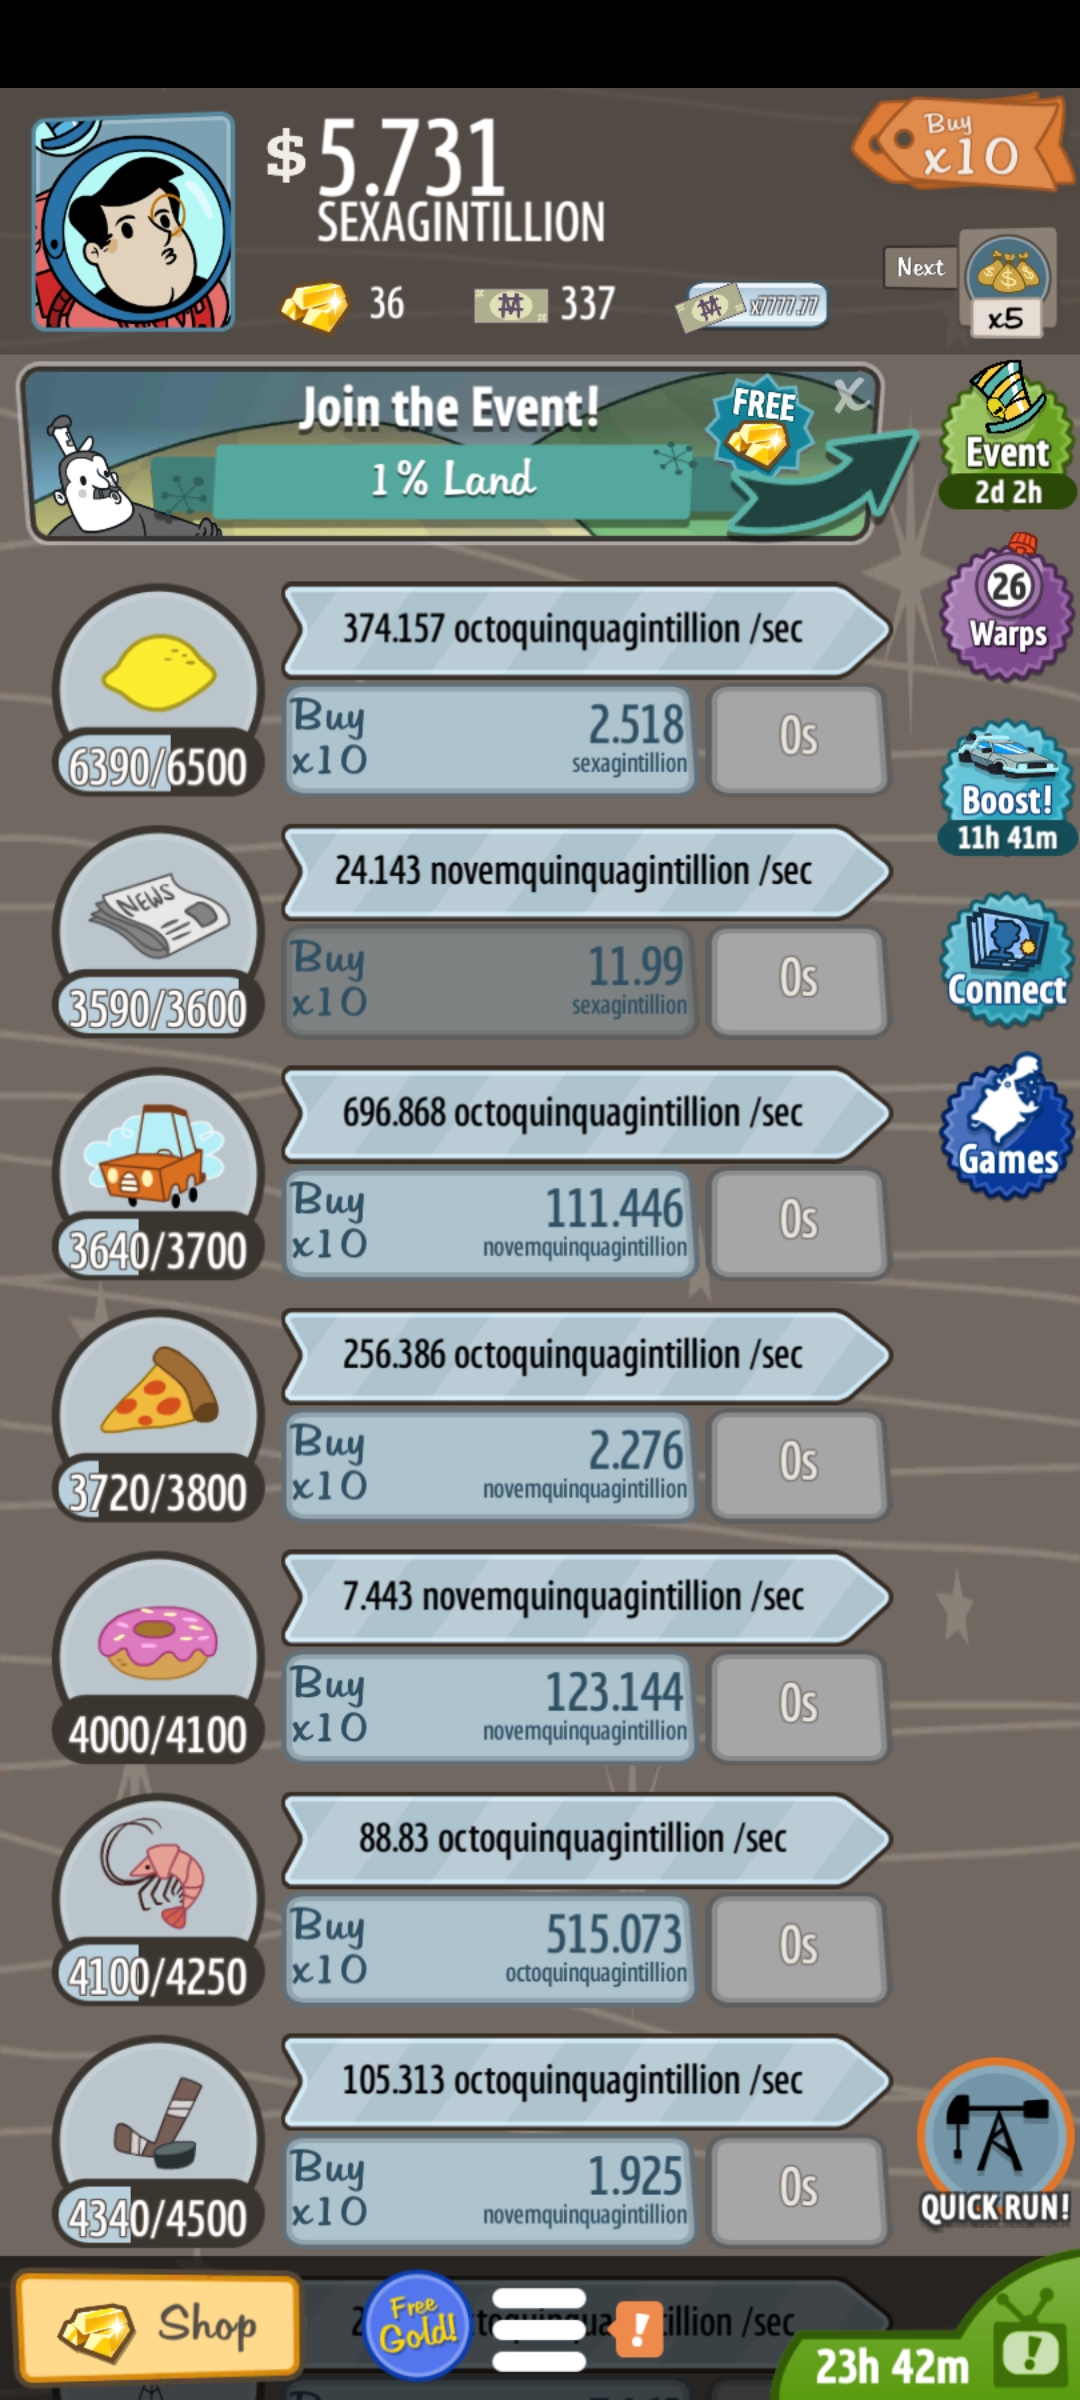 $ 5.731
SEXAGINTILLION
Buy
x10
36
337
x7777.77
Next
x5
Join the Event!
1% Land
FREE
X
Event
2d 2h
26
Warps
Boost!
11h 41m
Connect
Games
374.157 octoquinquagintillion /sec
Buy
x10
2.518
sexagintillion
0s
6390/6500
NEWS
24.143 novemquinquagintillion /sec
Buy
x10
11.99
sexagintillion
0s
3590/3600
696.868 octoquinquagintillion /sec
Buy
x10
111.446
novemquinquagintillion
0s
3640/3700
256.386 octoquinquagintillion /sec
Buy
x10
2.276
novemquinquagintillion
0s
3720/3800
7.443 novemquinquagintillion /sec
Buy
x10
123.144
novemquinquagintillion
0s
4000/4100
88.83 octoquinquagintillion /sec
Buy
x10
515.073
octoquinquagintillion
0s
4100/4250
105.313 octoquinquagintillion /sec
Buy
x10
1.925
novemquinquagintillion
0s
4340/4500
QUICK RUN!
Shop
Free
Gold!
!
/sec
23h 42m
!